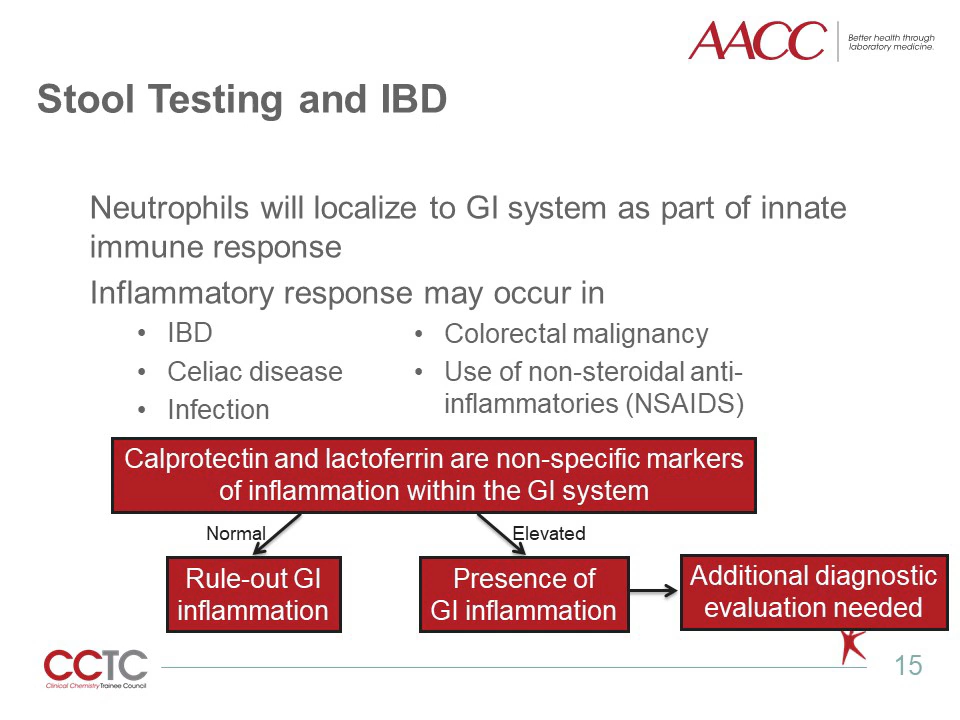 AACC
Better health through
laboratory medicine.
Stool Testing and IBD
Neutrophils will localize to GI system as part of innate
immune response
Inflammatory response may occur in
• IBD
• Celiac disease
• Infection
• Colorectal malignancy
• Use of non-steroidal anti-
inflammatories (NSAIDS)
Calprotectin and lactoferrin are non-specific markers
of inflammation within the GI system
Normal
Elevated
Rule-out GI
inflammation
Presence of
GI inflammation
Additional diagnostic
evaluation needed
CCTC
Clinical Chemistry Trainee Council
15